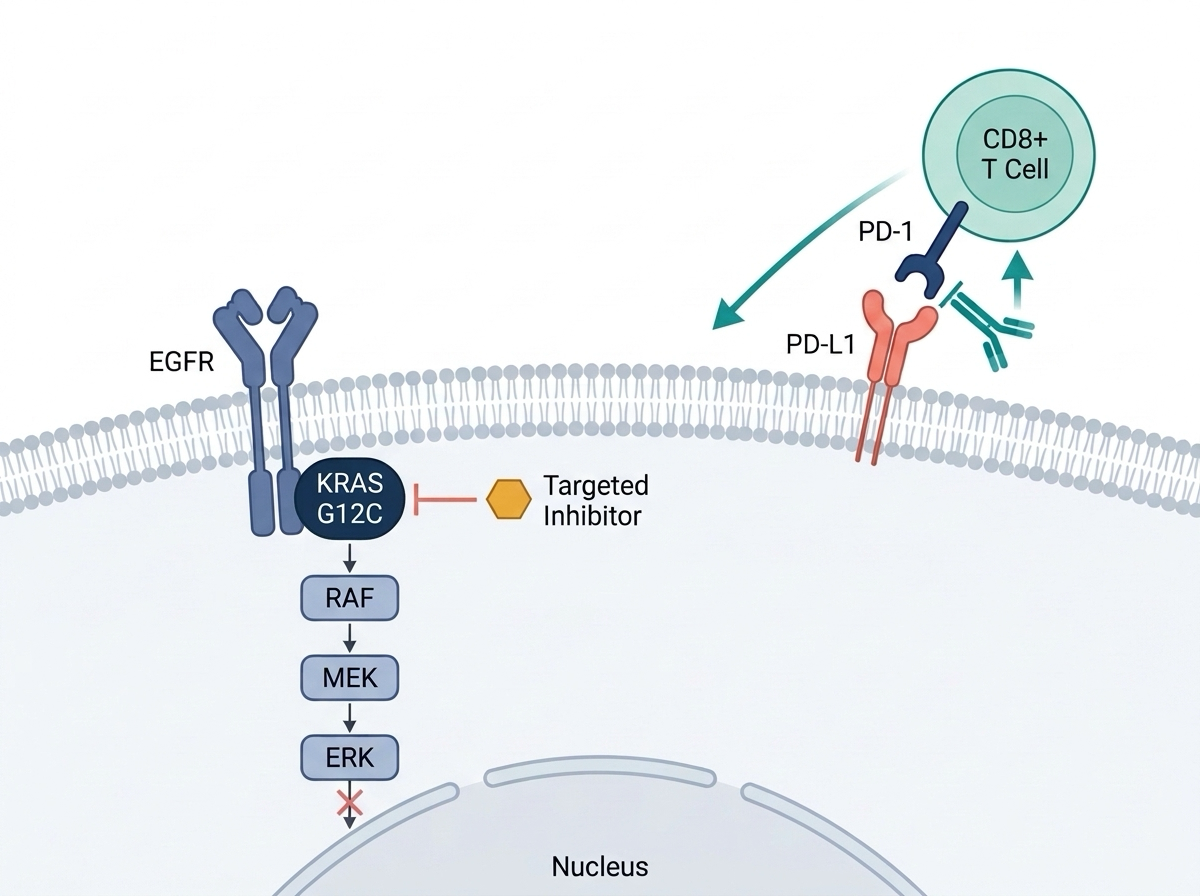 CD8+
T Cell
PD-1
PD-L1
EGFR
KRAS
G12C
Targeted
Inhibitor
RAF
MEK
ERK
Nucleus